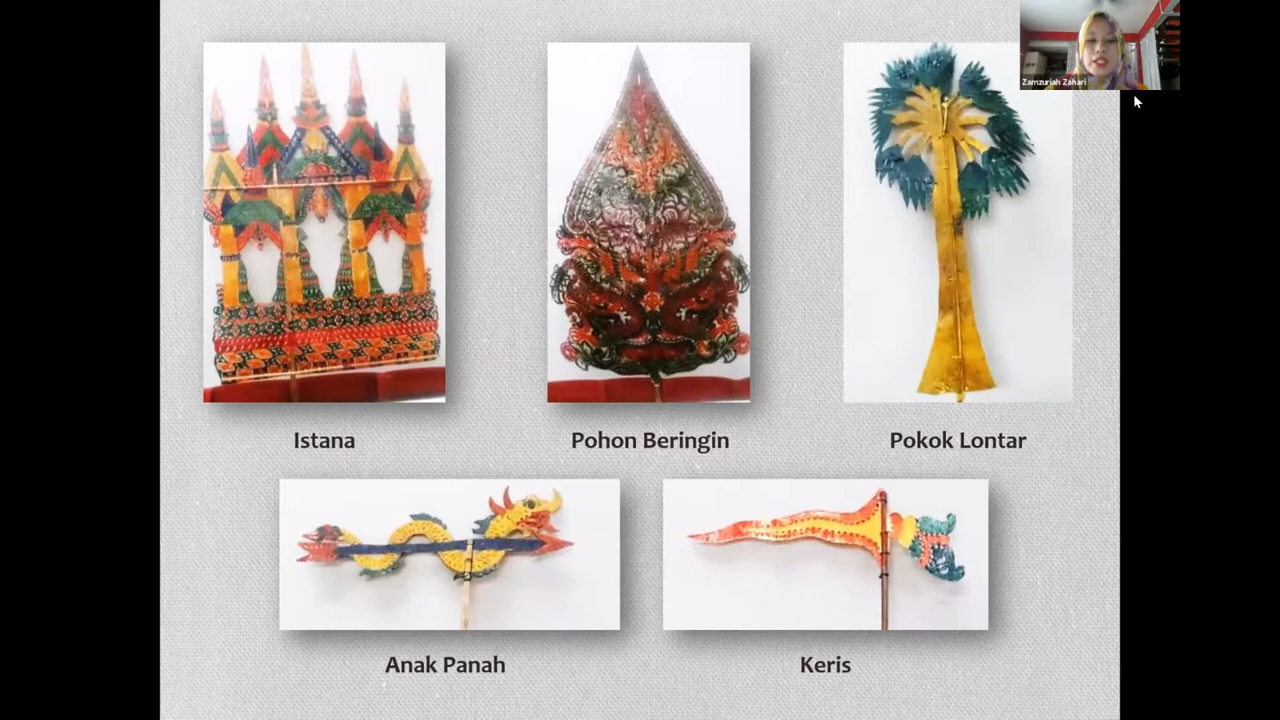 Zamzuriah Zahari
Istana
Pohon Beringin
Pokok Lontar
Anak Panah
Keris